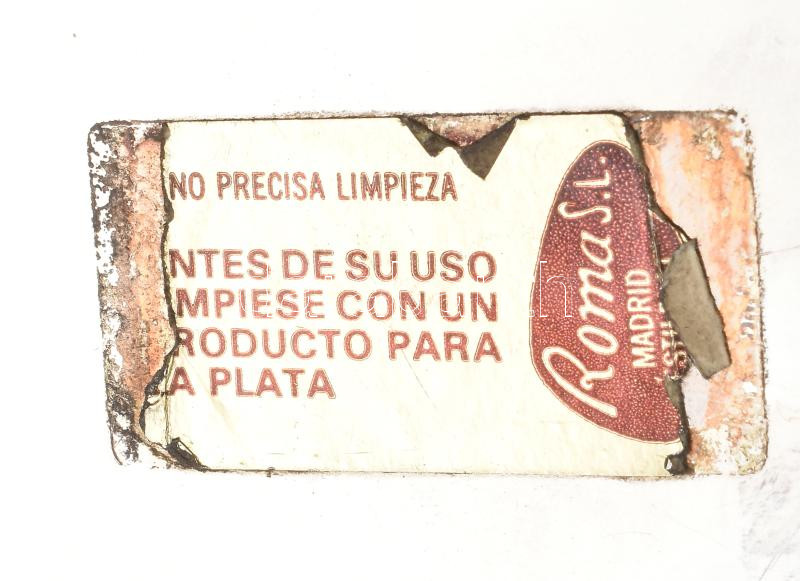 NO PRECISA LIMPIEZA
NTES DE SU USO
MPIESE CON UN
RODUCTO PARA
A PLATA
Roma S.L.
MADRID